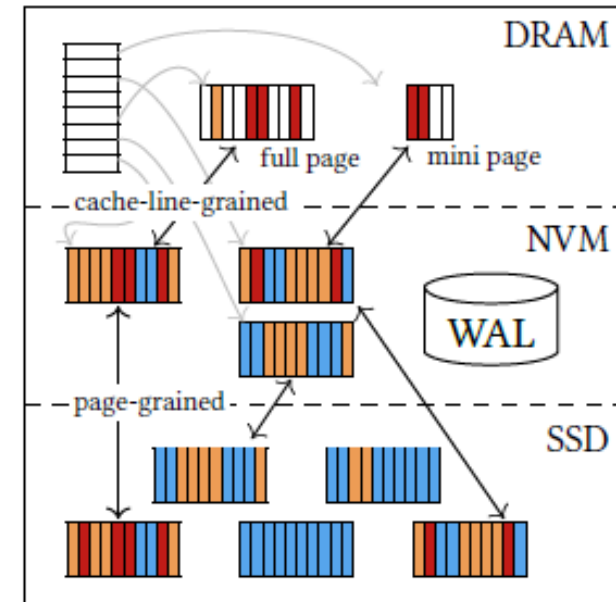 DRAM
full page
mini page
cache-line-grained
NVM
WAL
page-grained
SSD